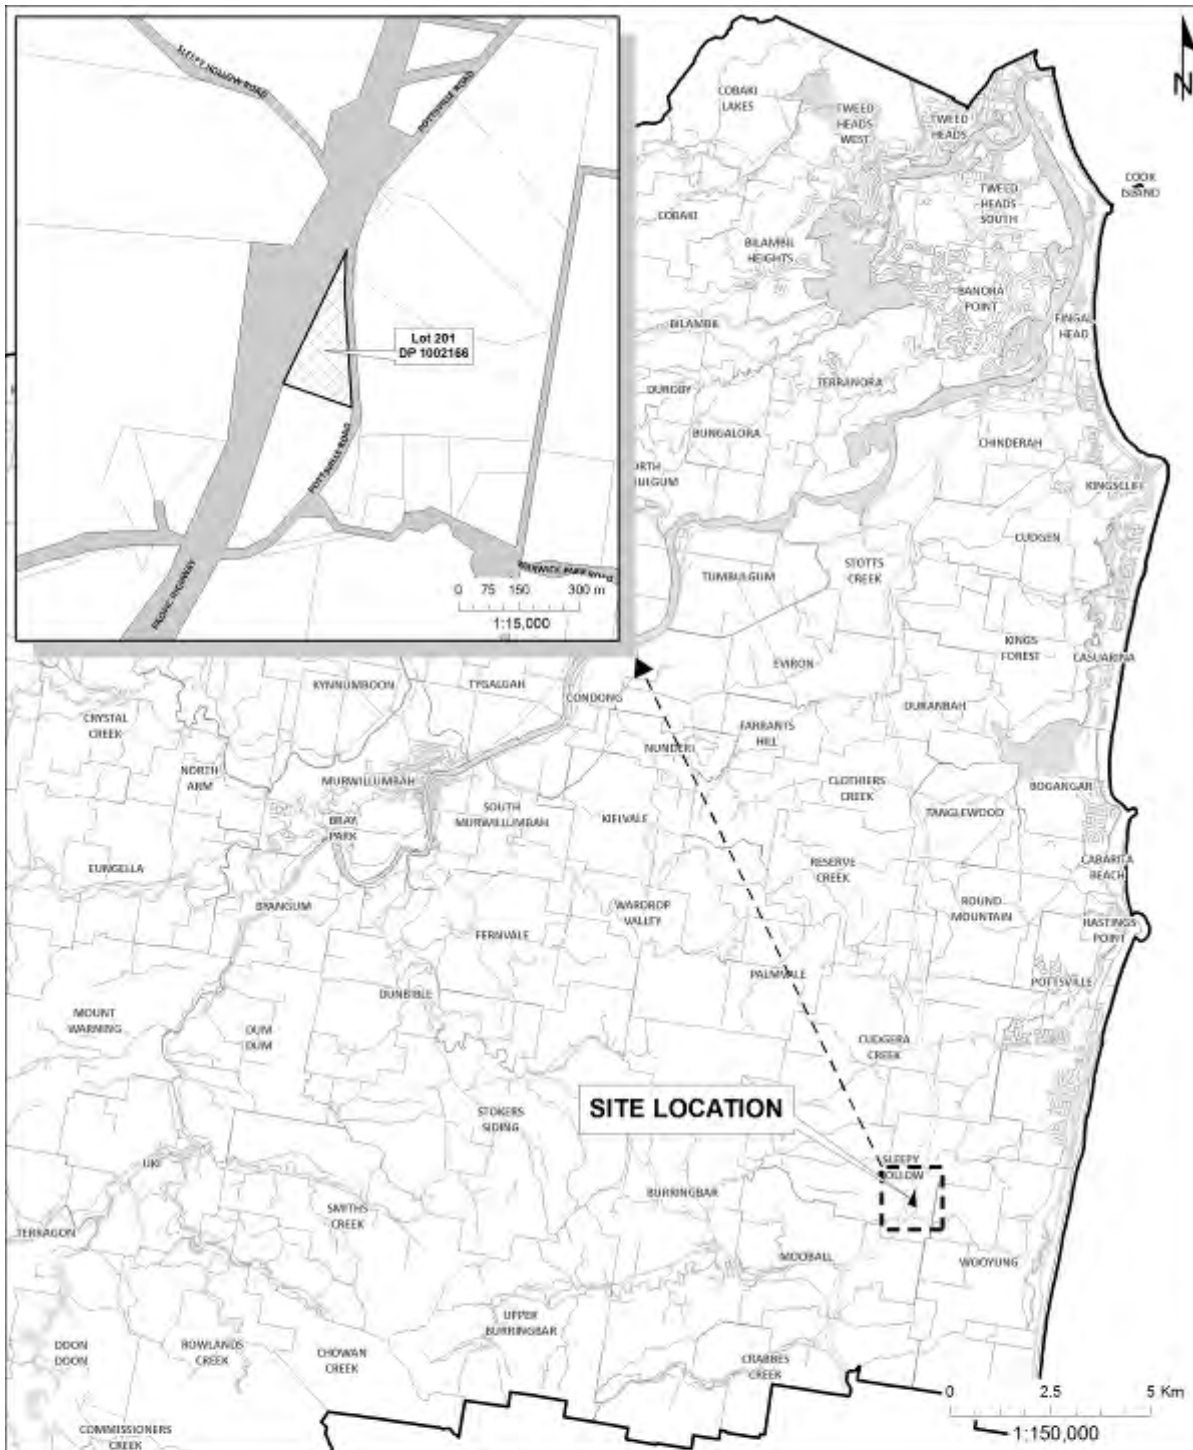 SLEEPY HOLLOW ROAD
POTTSVILLE ROAD
Lot 201
DP 1002166
POTTSVILLE ROAD
PACIFIC HIGHWAY
WARWICK PARK ROAD
0 75 150 300 m
1:15,000
N
COBAKI
LAKES
TWEED
HEADS
WEST
TWEED
HEADS
COOK
ISLAND
TWEED
HEADS
SOUTH
COBAKI
BILAMBIL
HEIGHTS
BANORA
POINT
FINGAL
HEAD
BILAMBIL
DUROBY
TERRANORA
BUNGALORA
CHINDERAH
ORTH
KINGSCLIFF
CUDGEN
STOTTS
CREEK
TUMBULGUM
KINGS
FOREST
CASUARINA
EVIRON
KYNNUMBOON
TYGALGAH
CONDONG
DURANBAH
CRYSTAL
CREEK
FARRANTS
HILL
NUNDERI
NORTH
ARM
MURWILLUMBAH
CLOTHIERS
CREEK
BOGANGAR
TANGLEWOOD
SOUTH
MURWILLUMBAH
BRAY
PARK
KIELVALE
EUNGELLA
RESERVE
CREEK
CABARITA
BEACH
BYANGUM
WARDROP
VALLEY
ROUND
MOUNTAIN
HASTINGS
POINT
FERNVALE
PALMVALE
POTTSVILLE
DUNBIBLE
MOUNT
WARNING
DUM
DUM
CUDGERA
CREEK
SITE LOCATION
STOKERS
SIDING
UKI
SLEEPY
HOLLOW
BURRINGBAR
SMITHS
CREEK
TERRAGON
MOOBALL
WOOYUNG
UPPER
BURRINGBAR
DOON
DOON
ROWLANDS
CREEK
CHOWAN
CREEK
CRABBES
CREEK
0 2.5 5 Km
1:150,000
COMMISSIONERS
CREEK